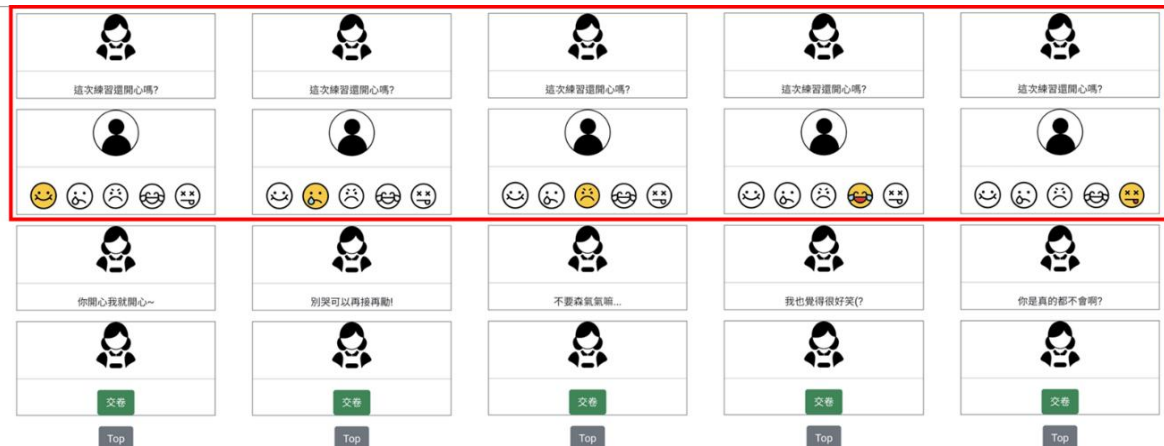 這次練習還開心嗎?
這次練習還開心嗎?
這次練習還開心嗎?
這次練習還開心嗎?
這次練習還開心嗎?
你開心我就開心~
別哭可以再接再勵!
不要森氣氣嘛...
我也覺得很好笑(?
你是真的都不會啊?
交卷
交卷
交卷
交卷
交卷
Top
Top
Top
Top
Top